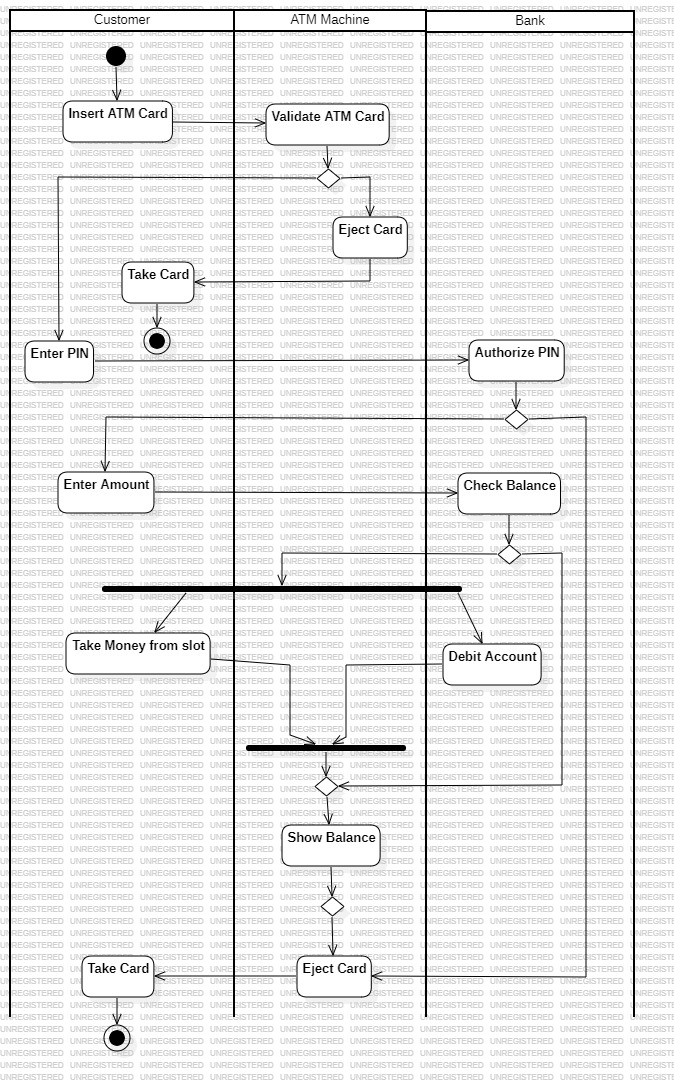 Customer
ATM Machine
Bank
Insert ATM Card
Validate ATM Card
Eject Card
Take Card
Enter PIN
Authorize PIN
Enter Amount
Check Balance
Take Money from slot
Debit Account
Show Balance
Take Card
Eject Card
UNREGISTERED